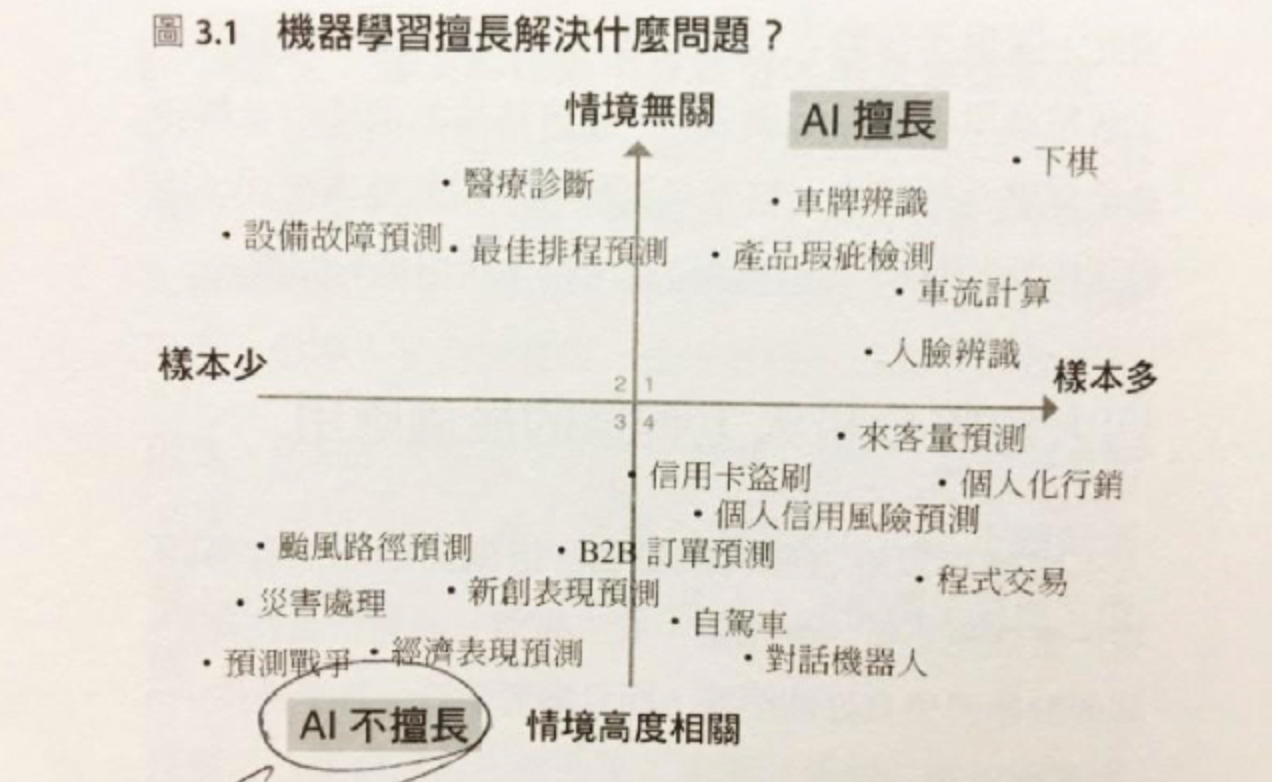 圖 3.1 機器學習擅長解決什麼問題？
情境無關
AI 擅長
• 下棋
• 醫療診斷
• 車牌辨識
• 設備故障預測
• 最佳排程預測
• 產品瑕疵檢測
• 車流計算
• 人臉辨識
樣本少
樣本多
2 1
3 4
• 來客量預測
• 信用卡盜刷
• 個人化行銷
• 個人信用風險預測
• 颱風路徑預測
• B2B 訂單預測
• 程式交易
• 災害處理
• 新創表現預測
• 自駕車
• 預測戰爭
• 經濟表現預測
• 對話機器人
AI 不擅長
情境高度相關